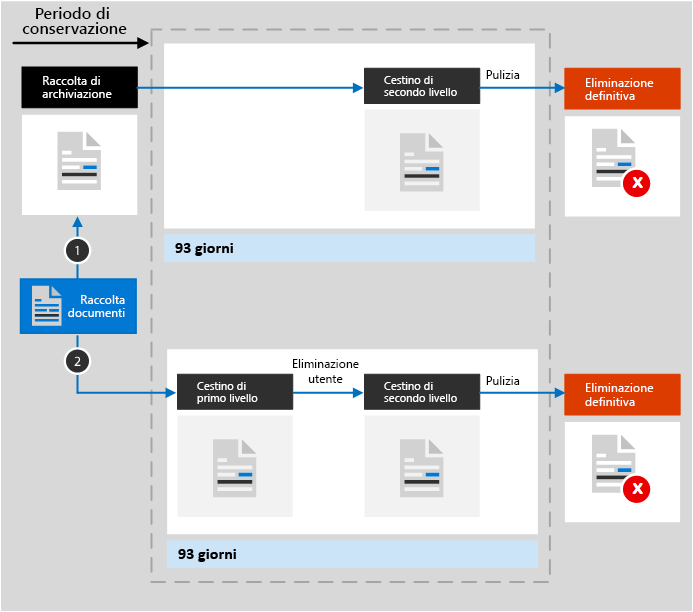 Periodo di
conservazione
Raccolta di
archiviazione
Cestino di
secondo livello
Pulizia
Eliminazione
definitiva
X
93 giorni
1
Raccolta
documenti
2
Cestino di
primo livello
Eliminazione
utente
Cestino di
secondo livello
Pulizia
Eliminazione
definitiva
X
93 giorni